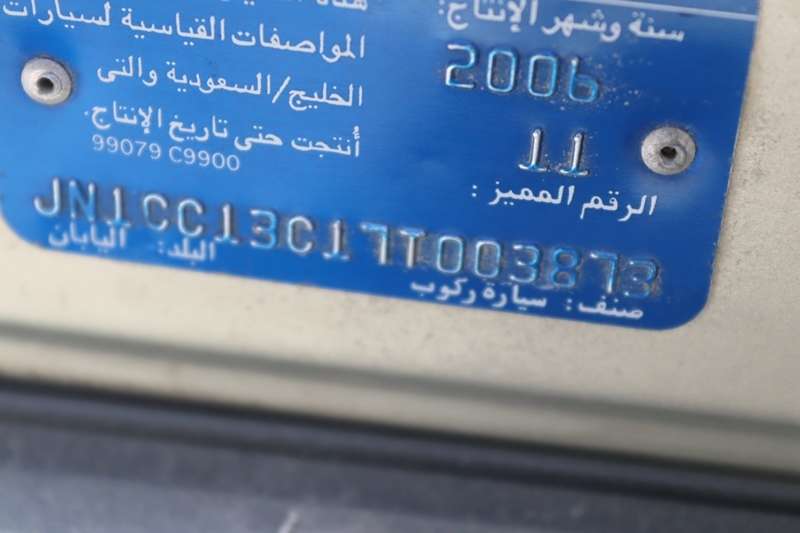 سنة وشهر الإنتاج:
المواصفات القياسية لسيارات
2006
الخليج/السعودية والتى
11
أُنتجت حتى تاريخ الإنتاج.
99079 C9900
الرقم المميز :
JN1CC13C17T003873
البلد: اليابان
صنف: سيارة ركوب